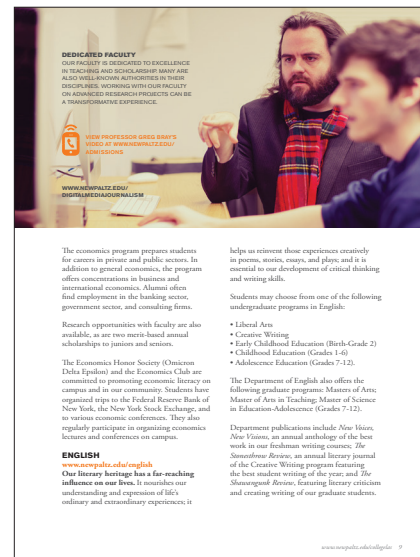 DEDICATED FACULTY
OUR FACULTY IS DEDICATED TO EXCELLENCE
IN TEACHING AND SCHOLARSHIP. MANY ARE
ALSO WELL-KNOWN AUTHORITIES IN THEIR
DISCIPLINES. WORKING WITH OUR FACULTY
ON ADVANCED RESEARCH PROJECTS CAN BE
A TRANSFORMATIVE EXPERIENCE.
VIEW PROFESSOR GREG BRAY'S
VIDEO AT WWW.NEWPALTZ.EDU/
ADMISSIONS
WWW.NEWPALTZ.EDU/
DIGITALMEDIAJOURNALISM
The economics program prepares students
for careers in private and public sectors. In
addition to general economics, the program
offers concentrations in business and
international economics. Alumni often
find employment in the banking sector,
government sector, and consulting firms.
Research opportunities with faculty are also
available, as are two merit-based annual
scholarships to juniors and seniors.
The Economics Honor Society (Omicron
Delta Epsilon) and the Economics Club are
committed to promoting economic literacy on
campus and in our community. Students have
organized trips to the Federal Reserve Bank of
New York, the New York Stock Exchange, and
to various economic conferences. They also
regularly participate in organizing economics
lectures and conferences on campus.
ENGLISH
www.newpaltz.edu/english
Our literary heritage has a far-reaching
influence on our lives. It nourishes our
understanding and expression of life's
ordinary and extraordinary experiences; it
helps us reinvent those experiences creatively
in poems, stories, essays, and plays; and it is
essential to our development of critical thinking
and writing skills.
Students may choose from one of the following
undergraduate programs in English:
• Liberal Arts
• Creative Writing
• Early Childhood Education (Birth-Grade 2)
• Childhood Education (Grades 1-6)
• Adolescence Education (Grades 7-12).
The Department of English also offers the
following graduate programs: Masters of Arts;
Master of Arts in Teaching; Master of Science
in Education-Adolescence (Grades 7-12).
Department publications include New Voices,
New Visions, an annual anthology of the best
work in our freshman writing courses; The
Stonesthrow Review, an annual literary journal
of the Creative Writing program featuring
the best student writing of the year; and The
Shawangunk Review, featuring literary criticism
and creating writing of our graduate students.
www.newpaltz.edu/collegelas 9